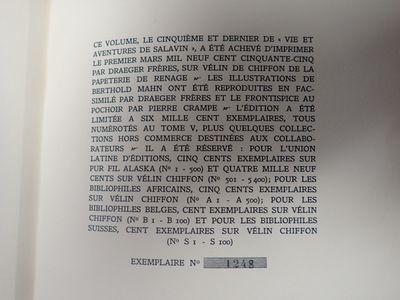 CE VOLUME, LE CINQUIÈME ET DERNIER DE « VIE ET
AVENTURES DE SALAVIN », A ÉTÉ ACHEVÉ D'IMPRIMER
LE PREMIER MARS MIL NEUF CENT CINQUANTE-CINQ
PAR DRAEGER FRÈRES, SUR VÉLIN DE CHIFFON DE LA
PAPETERIE DE RENAGE LES ILLUSTRATIONS DE
BERTHOLD MAHN ONT ÉTÉ REPRODUITES EN FAC-
SIMILÉ PAR DRAEGER FRÈRES ET LE FRONTISPICE AU
POCHOIR PAR PIERRE CRAMPE L'ÉDITION A ÉTÉ
LIMITÉE A SIX MILLE CENT EXEMPLAIRES, TOUS
NUMÉROTÉS AU TOME V, PLUS QUELQUES COLLEC-
TIONS HORS COMMERCE DESTINÉES AUX COLLABO-
RATEURS IL A ÉTÉ RÉSERVÉ : POUR L'UNION
LATINE D'ÉDITIONS, CINQ CENTS EXEMPLAIRES SUR
PUR FIL ALASKA (Nº 1 - 500) ET QUATRE MILLE NEUF
CENTS SUR VÉLIN CHIFFON (Nº 501 - 5400); POUR LES
BIBLIOPHILES AFRICAINS, CINQ CENTS EXEMPLAIRES
SUR VÉLIN CHIFFON (Nº A 1 - A 500); POUR LES
BIBLIOPHILES BELGES, CENT EXEMPLAIRES SUR VÉLIN
CHIFFON (Nº B 1 - B 100) ET POUR LES BIBLIOPHILES
SUISSES, CENT EXEMPLAIRES SUR VÉLIN CHIFFON
(Nº S 1 - S 100)
EXEMPLAIRE Nº 1248